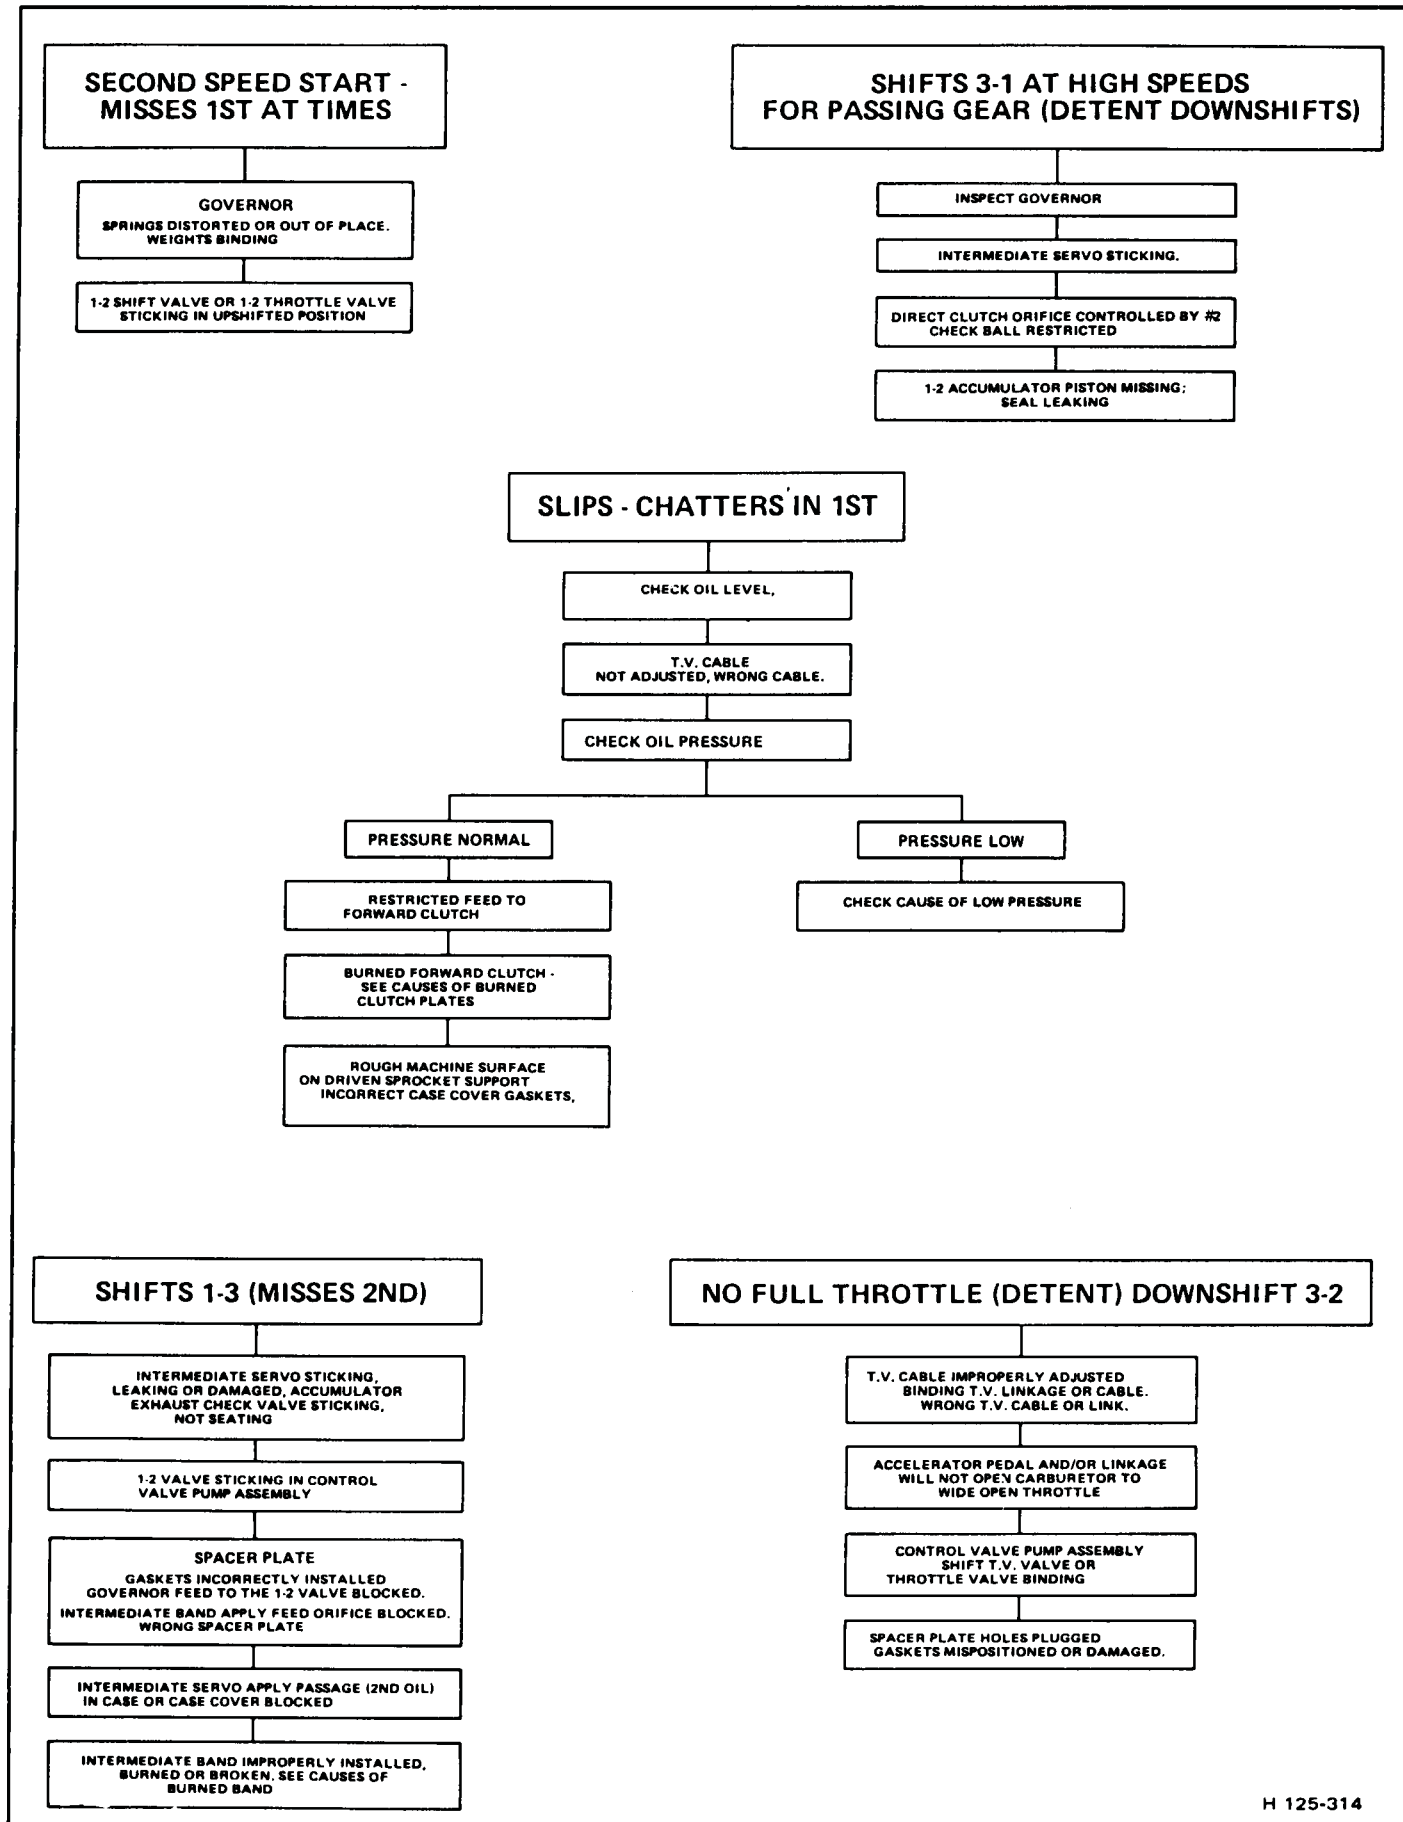 SECOND SPEED START -
MISSES 1ST AT TIMES
GOVERNOR
SPRINGS DISTORTED OR OUT OF PLACE.
WEIGHTS BINDING
1-2 SHIFT VALVE OR 1-2 THROTTLE VALVE
STICKING IN UPSHIFTED POSITION
SHIFTS 3-1 AT HIGH SPEEDS
FOR PASSING GEAR (DETENT DOWNSHIFTS)
INSPECT GOVERNOR
INTERMEDIATE SERVO STICKING.
DIRECT CLUTCH ORIFICE CONTROLLED BY #2
CHECK BALL RESTRICTED
1-2 ACCUMULATOR PISTON MISSING;
SEAL LEAKING
SLIPS - CHATTERS IN 1ST
CHECK OIL LEVEL,
T.V. CABLE
NOT ADJUSTED, WRONG CABLE.
CHECK OIL PRESSURE
PRESSURE NORMAL
RESTRICTED FEED TO
FORWARD CLUTCH
BURNED FORWARD CLUTCH -
SEE CAUSES OF BURNED
CLUTCH PLATES
ROUGH MACHINE SURFACE
ON DRIVEN SPROCKET SUPPORT
INCORRECT CASE COVER GASKETS,
PRESSURE LOW
CHECK CAUSE OF LOW PRESSURE
SHIFTS 1-3 (MISSES 2ND)
INTERMEDIATE SERVO STICKING,
LEAKING OR DAMAGED, ACCUMULATOR
EXHAUST CHECK VALVE STICKING,
NOT SEATING
1-2 VALVE STICKING IN CONTROL
VALVE PUMP ASSEMBLY
SPACER PLATE
GASKETS INCORRECTLY INSTALLED
GOVERNOR FEED TO THE 1-2 VALVE BLOCKED.
INTERMEDIATE BAND APPLY FEED ORIFICE BLOCKED.
WRONG SPACER PLATE
INTERMEDIATE SERVO APPLY PASSAGE (2ND OIL)
IN CASE OR CASE COVER BLOCKED
INTERMEDIATE BAND IMPROPERLY INSTALLED,
BURNED OR BROKEN. SEE CAUSES OF
BURNED BAND
NO FULL THROTTLE (DETENT) DOWNSHIFT 3-2
T.V. CABLE IMPROPERLY ADJUSTED
BINDING T.V. LINKAGE OR CABLE.
WRONG T.V. CABLE OR LINK.
ACCELERATOR PEDAL AND/OR LINKAGE
WILL NOT OPEN CARBURETOR TO
WIDE OPEN THROTTLE
CONTROL VALVE PUMP ASSEMBLY
SHIFT T.V. VALVE OR
THROTTLE VALVE BINDING
SPACER PLATE HOLES PLUGGED
GASKETS MISPOSITIONED OR DAMAGED.
H 125-314